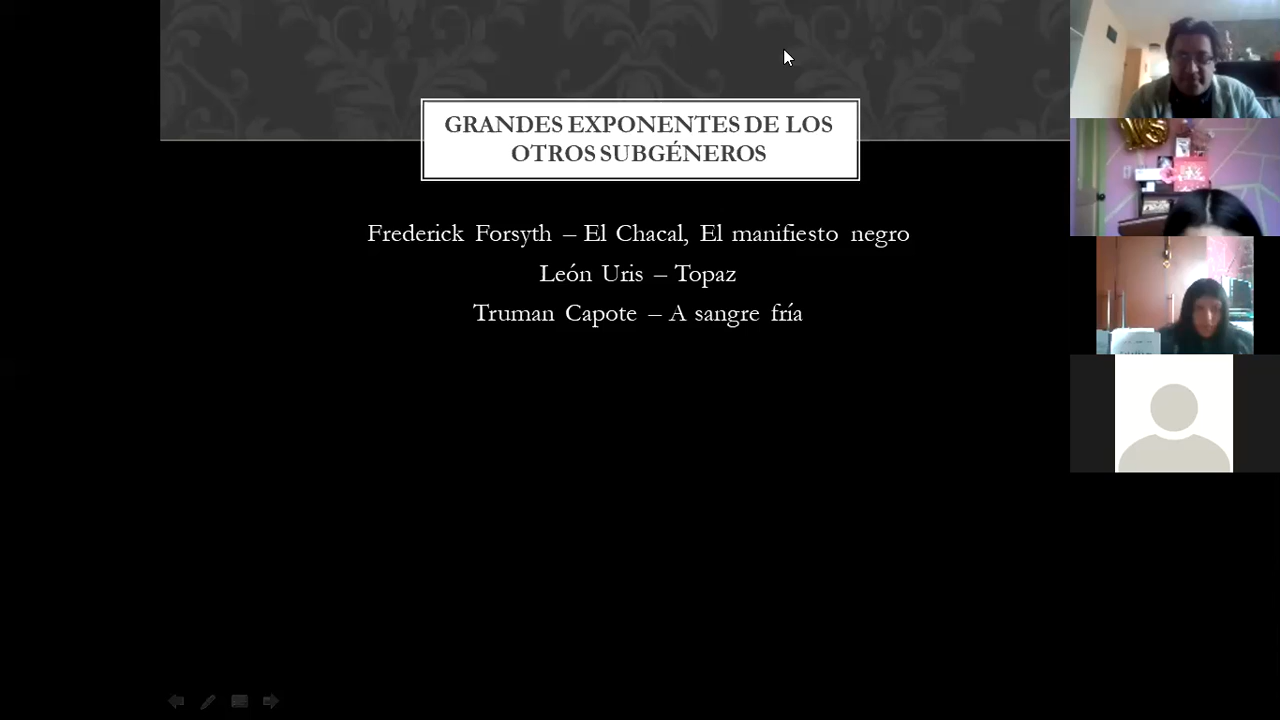 GRANDES EXPONENTES DE LOS
OTROS SUBGÉNEROS
Frederick Forsyth – El Chacal, El manifiesto negro
León Uris – Topaz
Truman Capote – A sangre fría